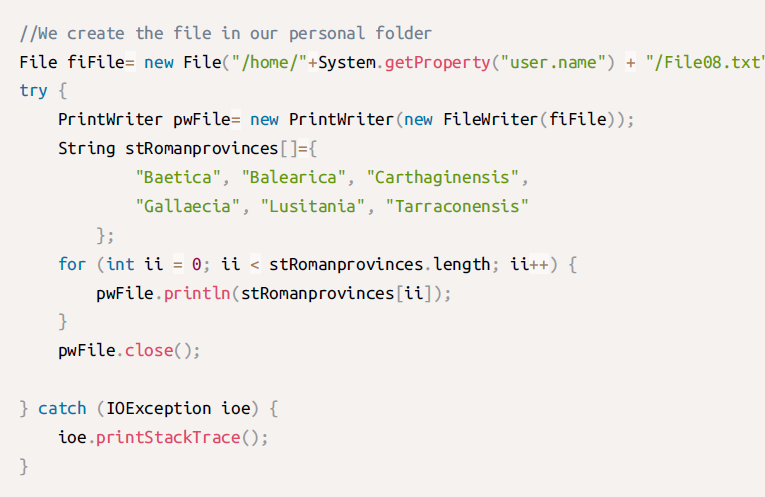 //We create the file in our personal folder
File fiFile= new File("/home/"+System.getProperty("user.name") + "/File08.txt"
try {
    PrintWriter pwFile= new PrintWriter(new FileWriter(fiFile));
    String stRomanprovinces[]={
            "Baetica", "Balearica", "Carthaginensis",
            "Gallaecia", "Lusitania", "Tarraconensis"
        };
    for (int ii = 0; ii < stRomanprovinces.length; ii++) {
        pwFile.println(stRomanprovinces[ii]);
    }
    pwFile.close();

} catch (IOException ioe) {
    ioe.printStackTrace();
}